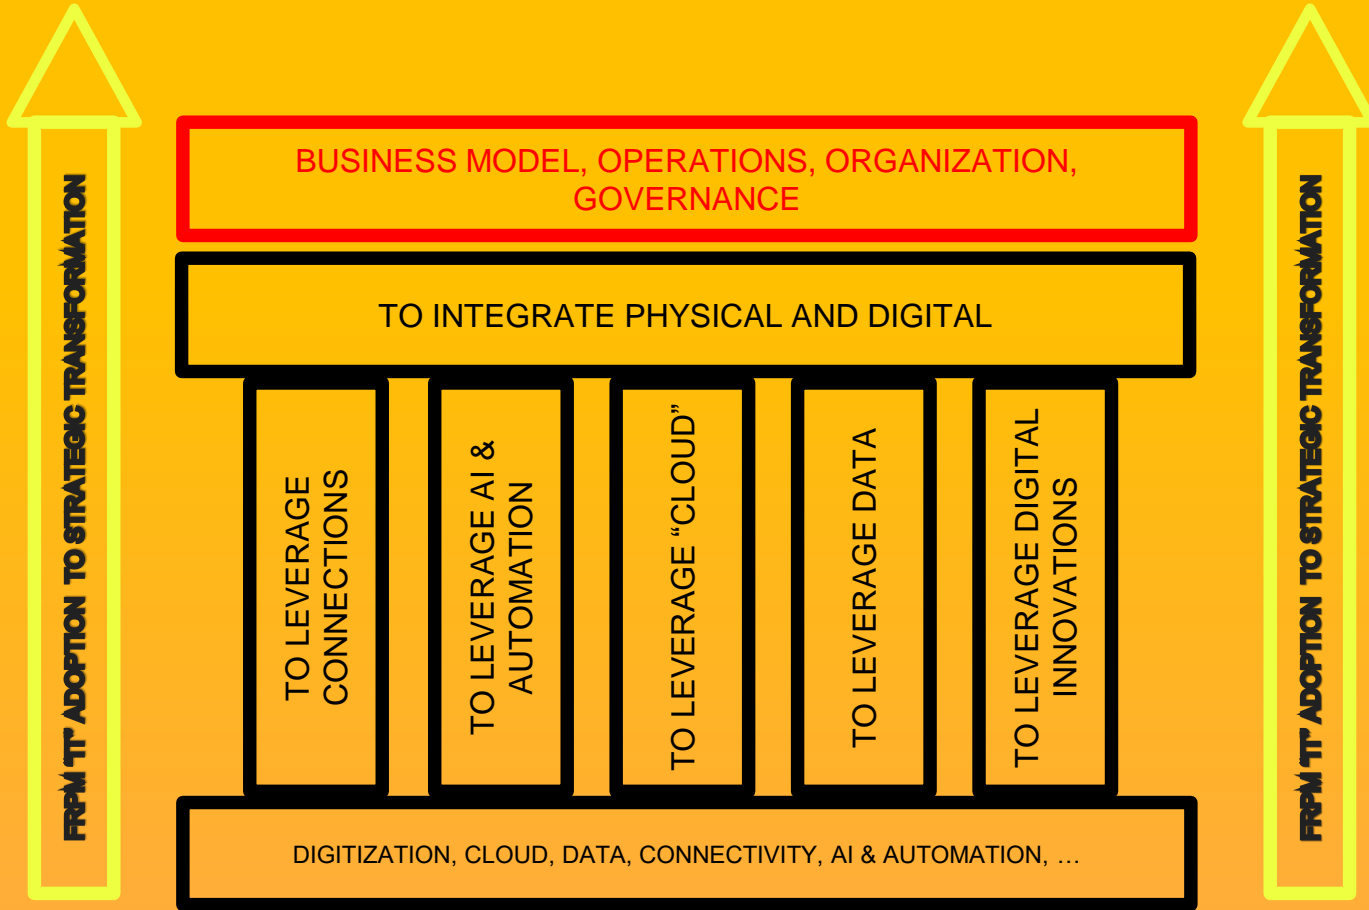 FRPM "IT" ADOPTION TO STRATEGIC TRANSFORMATION
BUSINESS MODEL, OPERATIONS, ORGANIZATION,
GOVERNANCE
TO INTEGRATE PHYSICAL AND DIGITAL
TO LEVERAGE
CONNECTIONS
TO LEVERAGE AI &
AUTOMATION
TO LEVERAGE “CLOUD”
TO LEVERAGE DATA
TO LEVERAGE DIGITAL
INNOVATIONS
DIGITIZATION, CLOUD, DATA, CONNECTIVITY, AI & AUTOMATION, …
FRPM "IT" ADOPTION TO STRATEGIC TRANSFORMATION